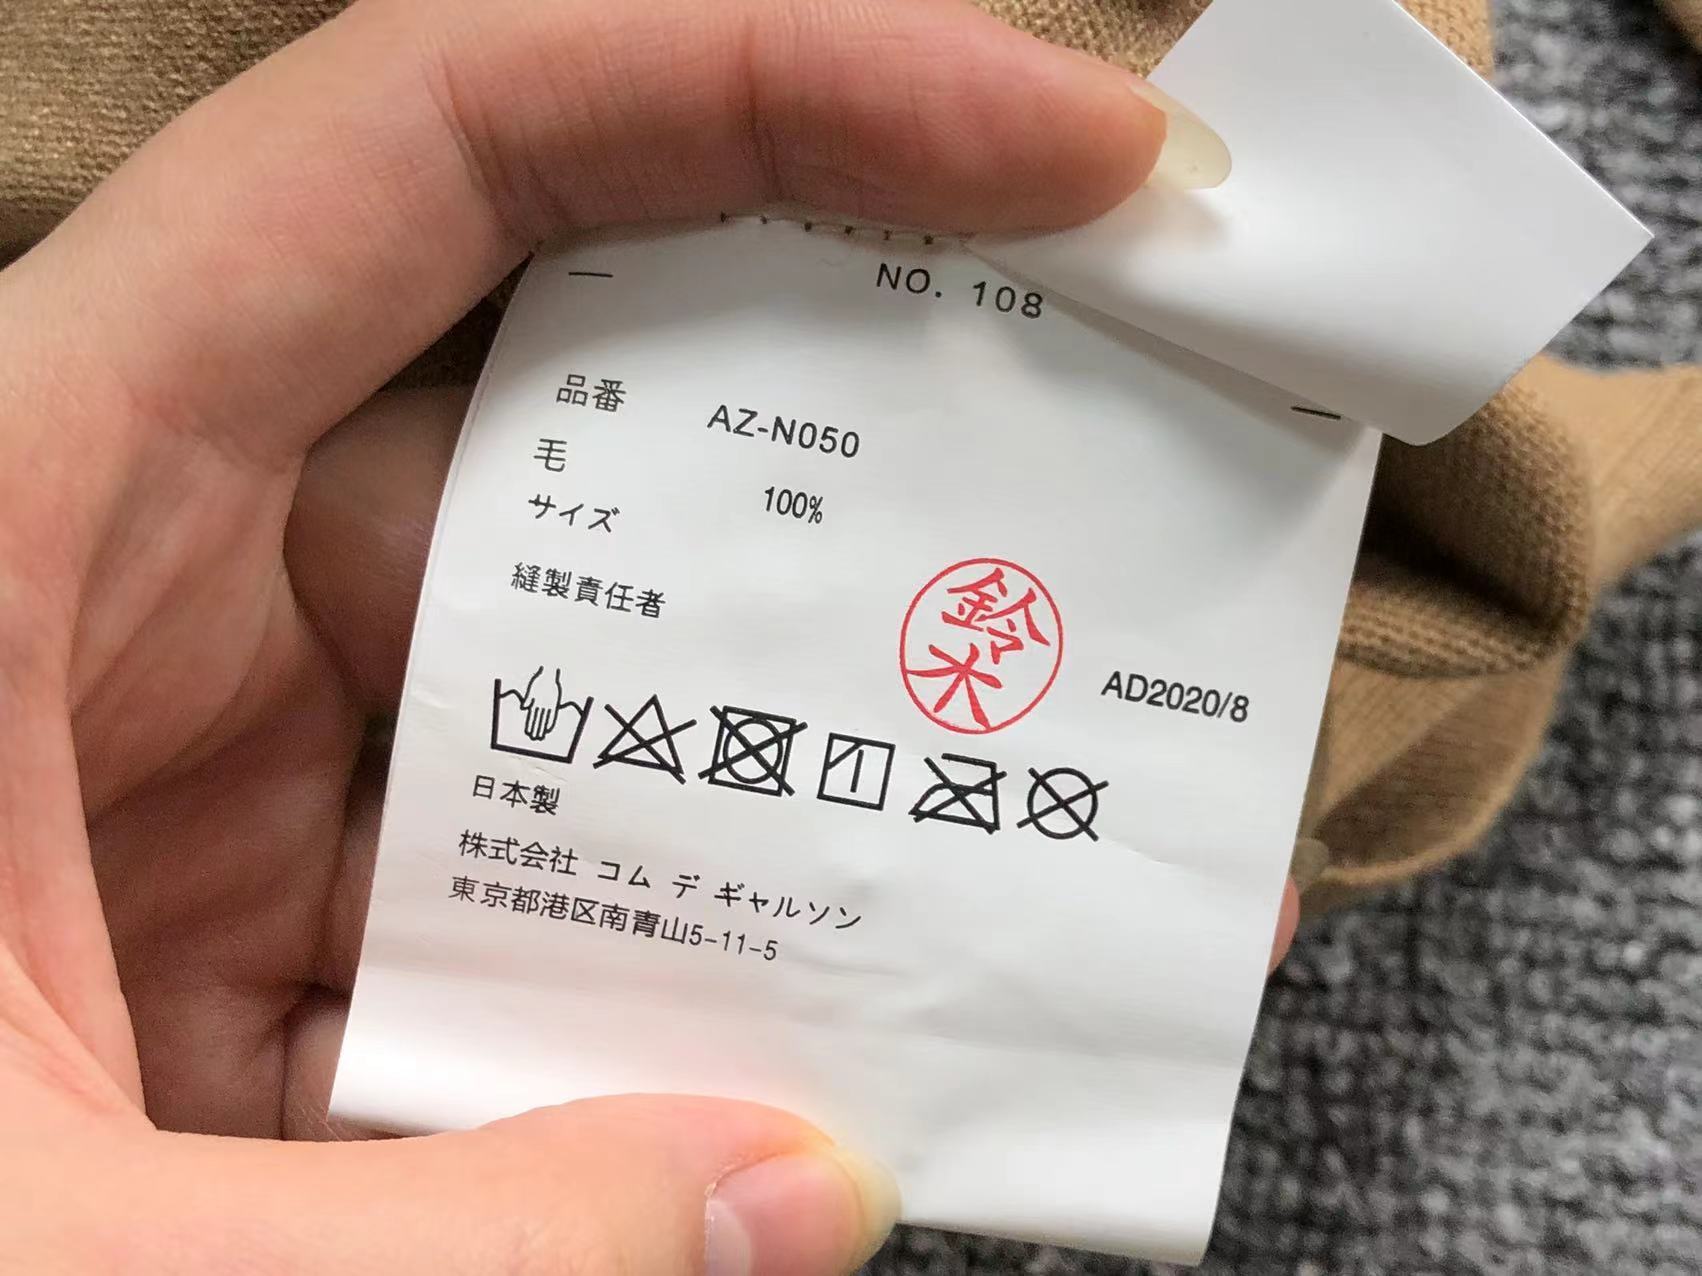 NO. 108
品番 AZ-N050
毛 100%
サイズ
縫製責任者 鈴木 AD2020/8
日本製
株式会社 コム デ ギャルソン
東京都港区南青山5-11-5